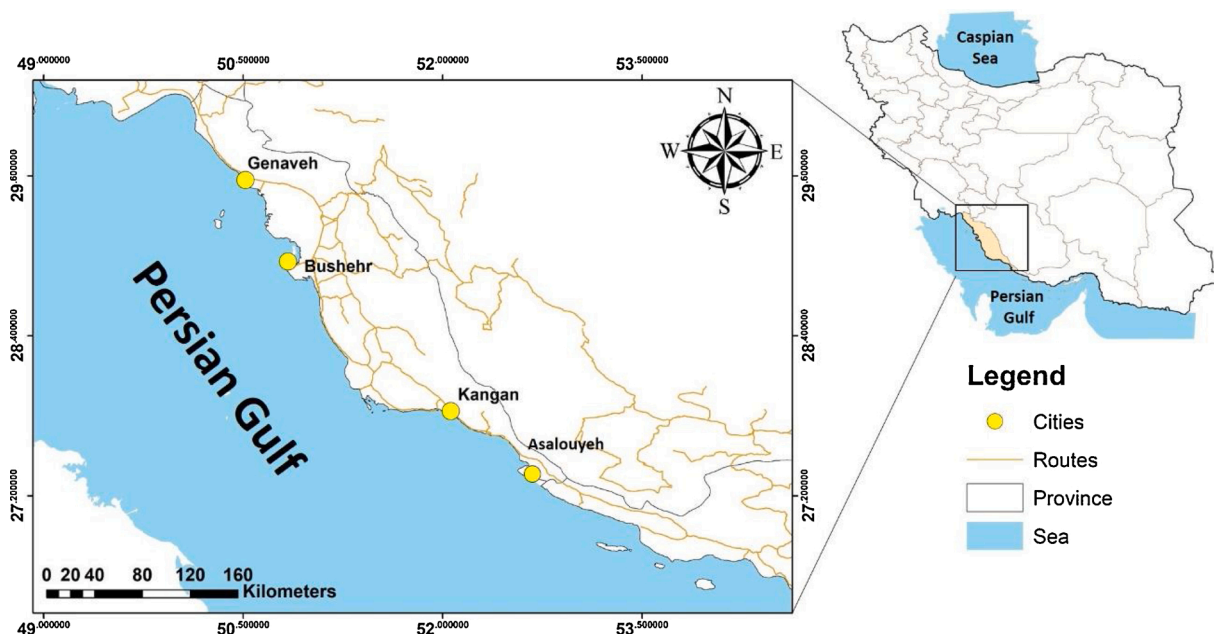 49.000000
50.500000
52.000000
53.500000
Caspian
Sea
N
W E
S
29.600000
29.600000
Genaveh
Bushehr
Persian Gulf
28.400000
28.400000
Persian
Gulf
Kangan
Asalouyeh
27.200000
27.200000
0 20 40 80 120 160
Kilometers
49.000000
50.500000
52.000000
53.500000
Legend
Cities
Routes
Province
Sea